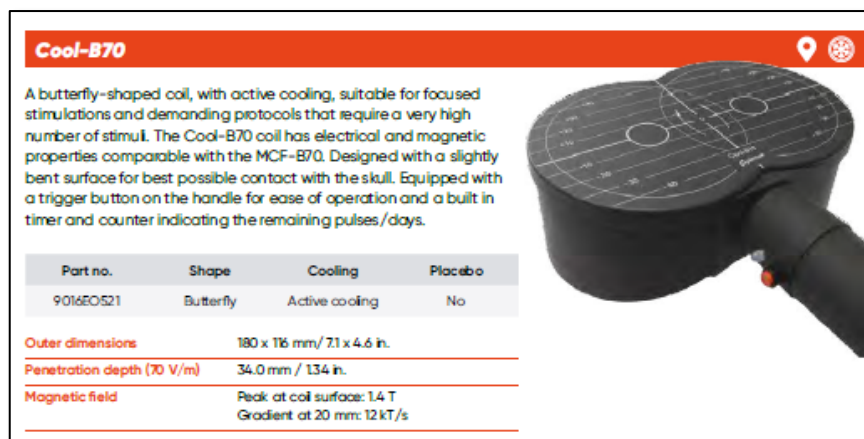 Cool-B70
A butterfly-shaped coil, with active cooling, suitable for focused
stimulations and demanding protocols that require a very high
number of stimuli. The Cool-B70 coil has electrical and magnetic
properties comparable with the MCF-B70. Designed with a slightly
bent surface for best possible contact with the skull. Equipped with
a trigger button on the handle for ease of operation and a built in
timer and counter indicating the remaining pulses/days.
Part no. Shape Cooling Placebo
9016E0521 Butterfly Active cooling No
Outer dimensions 180 x 116 mm/ 7.1 x 4.6 in.
Penetration depth (70 V/m) 34.0 mm / 1.34 in.
Magnetic field Peak at coil surface: 1.4 T
Gradient at 20 mm: 12 kT/s